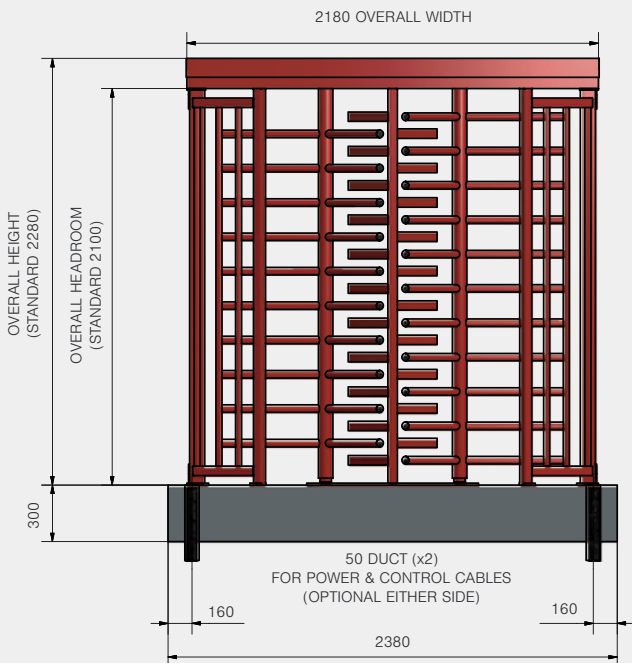 2180 OVERALL WIDTH
OVERALL HEIGHT
(STANDARD 2280)
OVERALL HEADROOM
(STANDARD 2100)
300
50 DUCT (x2)
FOR POWER & CONTROL CABLES
(OPTIONAL EITHER SIDE)
160
160
2380